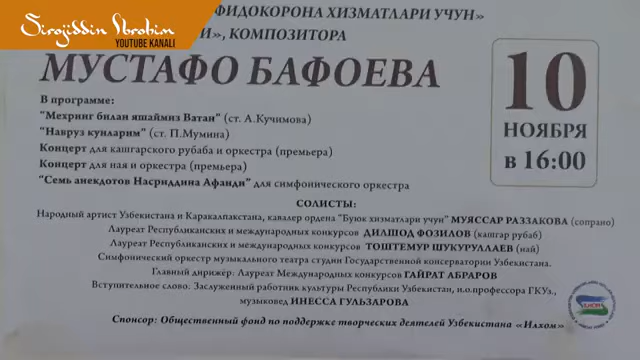 Sirojiddin Ibrohim
YOUTUBE KANALI
ФИДОКОРОНА ХИЗМАТЛАРИ УЧУН»
И», КОМПОЗИТОРА
МУСТАФО БАФОЕВА
В программе:
"Мехринг билан яшаймиз Ватан" (ст. А.Кучимова)
"Навруз кунларим" (ст. П.Мумина)
Концерт для кашгарского рубаба и оркестра (премьера)
Концерт для ная и оркестра (премьера)
"Семь анекдотов Насриддина Афанди" для симфонического оркестра
10
НОЯБРЯ
в 16:00
СОЛИСТЫ:
Народный артист Узбекистана и Каракалпакстана, кавалер ордена "Буюк хизматлари учун" МУЯССАР РАЗЗАКОВА (сопрано)
Лауреат Республиканских и международных конкурсов ДИЛШОД ФОЗИЛОВ (кашгар рубаб)
Лауреат Республиканских и международных конкурсов ТОШТЕМУР ШУКУРУЛЛАЕВ (най)
Симфонический оркестр музыкального театра студии Государственной консерватории Узбекистана.
Главный дирижёр: Лауреат Международных конкурсов ГАЙРАТ АБРАРОВ
Вступительное слово: Заслуженный работник культуры Республики Узбекистан, и.о.профессора ГКУз.,
музыковед ИНЕССА ГУЛЬЗАРОВА
Спонсор: Общественный фонд по поддержке творческих деятелей Узбекистана «Илхом»